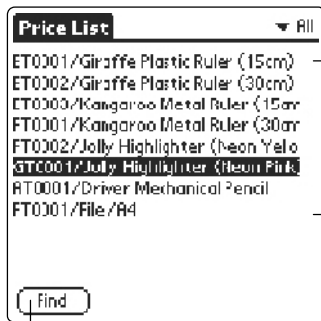 Price List
All
ET0001/Giraffe Plastic Ruler (15cm)
ET0002/Giraffe Plastic Ruler (30cm)
ET0003/Kangaroo Metal Ruler (15cm
FT0001/Kangaroo Metal Ruler (30cm
FT0002/Jolly Highlighter (Neon Yello
GTC001/Jolly Highlighter (Neon Pink)
AT0001/Driver Mechanical Pencil
FT0001/File/A4
Find